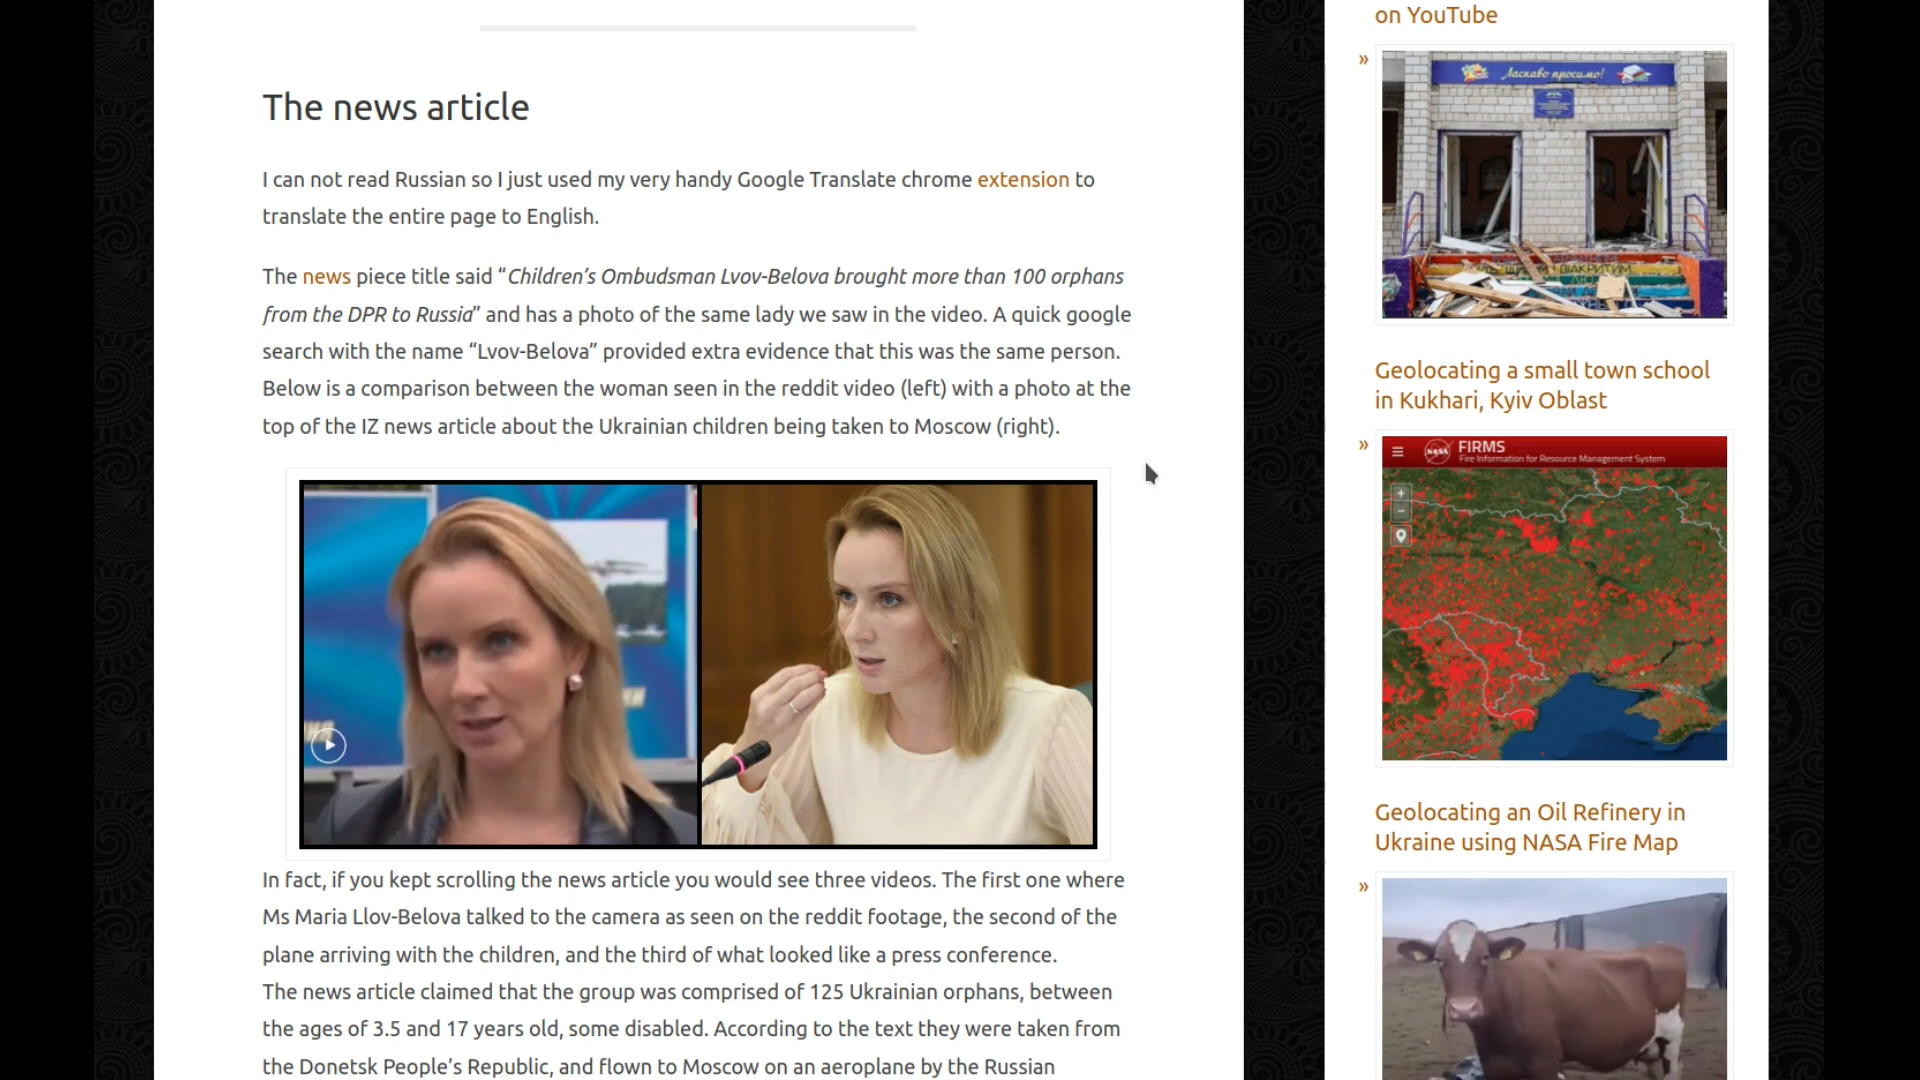 The news article
I can not read Russian so I just used my very handy Google Translate chrome extension to
translate the entire page to English.
The news piece title said “Children’s Ombudsman Lvov-Belova brought more than 100 orphans
from the DPR to Russia” and has a photo of the same lady we saw in the video. A quick google
search with the name “Lvov-Belova” provided extra evidence that this was the same person.
Below is a comparison between the woman seen in the reddit video (left) with a photo at the
top of the IZ news article about the Ukrainian children being taken to Moscow (right).
In fact, if you kept scrolling the news article you would see three videos. The first one where
Ms Maria Llov-Belova talked to the camera as seen on the reddit footage, the second of the
plane arriving with the children, and the third of what looked like a press conference.
The news article claimed that the group was comprised of 125 Ukrainian orphans, between
the ages of 3.5 and 17 years old, some disabled. According to the text they were taken from
the Donetsk People’s Republic, and flown to Moscow on an aeroplane by the Russian
on YouTube
»
Ласкаво просимо!
Geolocating a small town school
in Kukhari, Kyiv Oblast
»
NASA
FIRMS
Fire Information for Resource Management System
Geolocating an Oil Refinery in
Ukraine using NASA Fire Map
»